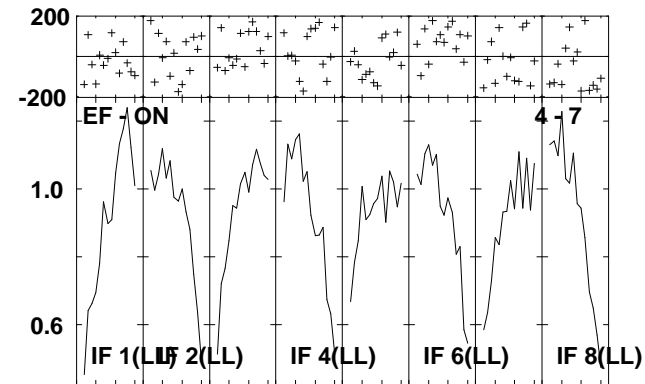 200
-200
EF - ON 4 - 7
1.0
0.6
IF 1(LL) IF 2(LL) IF 4(LL) IF 6(LL) IF 8(LL)